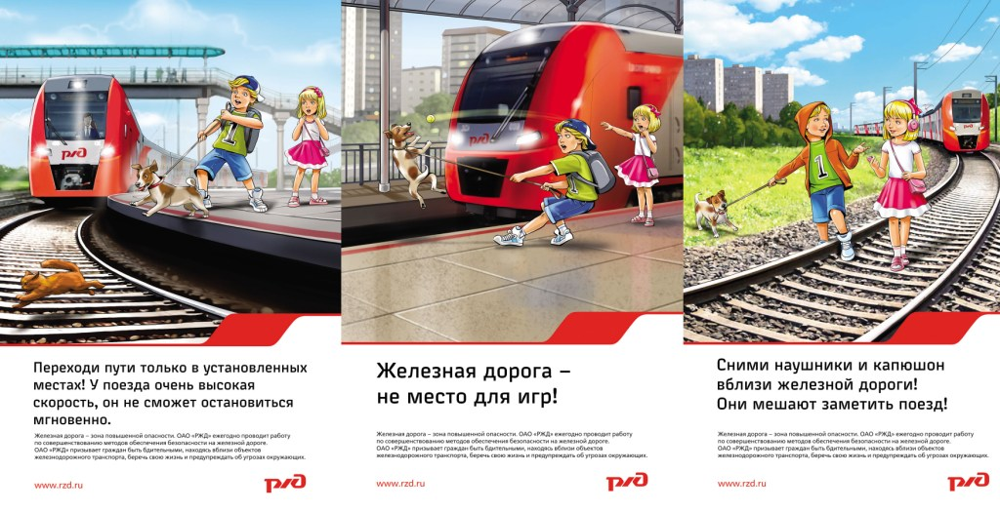 ржд
1
Переходи пути только в установленных
местах! У поезда очень высокая
скорость, он не сможет остановиться
мгновенно.
Железная дорога – зона повышенной опасности. ОАО «РЖД» ежегодно проводит работу
по совершенствованию методов обеспечения безопасности на железной дороге.
ОАО «РЖД» призывает граждан быть бдительными, находясь вблизи объектов
железнодорожного транспорта, беречь свою жизнь и предупреждать об угрозах окружающих.
www.rzd.ru
ржд
ржд
Железная дорога –
не место для игр!
Железная дорога – зона повышенной опасности. ОАО «РЖД» ежегодно проводит работу
по совершенствованию методов обеспечения безопасности на железной дороге.
ОАО «РЖД» призывает граждан быть бдительными, находясь вблизи объектов
железнодорожного транспорта, беречь свою жизнь и предупреждать об угрозах окружающих.
www.rzd.ru
ржд
ржд
1
Сними наушники и капюшон
вблизи железной дороги!
Они мешают заметить поезд!
Железная дорога – зона повышенной опасности. ОАО «РЖД» ежегодно проводит работу
по совершенствованию методов обеспечения безопасности на железной дороге.
ОАО «РЖД» призывает граждан быть бдительными, находясь вблизи объектов
железнодорожного транспорта, беречь свою жизнь и предупреждать об угрозах окружающих.
www.rzd.ru
ржд